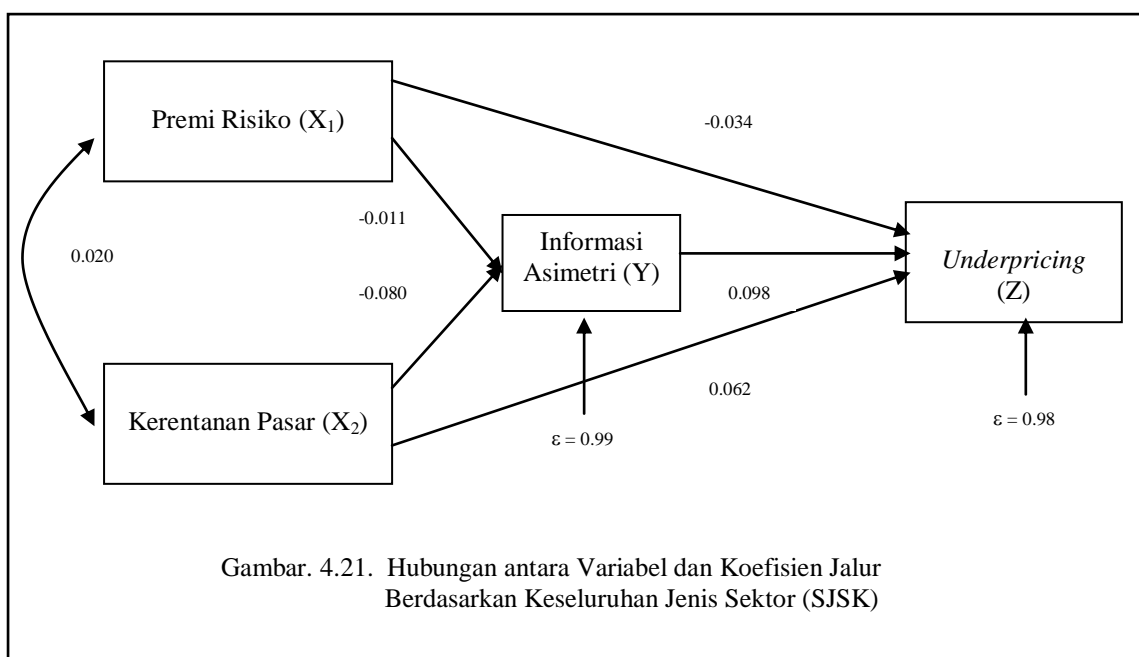 Premi Risiko (X₁)
-0.034
-0.011
Informasi
Asimetri (Y)
Underpricing
(Z)
0.020
-0.080
0.098
Kerentanan Pasar (X₂)
0.062
ε = 0.99
ε = 0.98
Gambar. 4.21. Hubungan antara Variabel dan Koefisien Jalur
Berdasarkan Keseluruhan Jenis Sektor (SJSK)